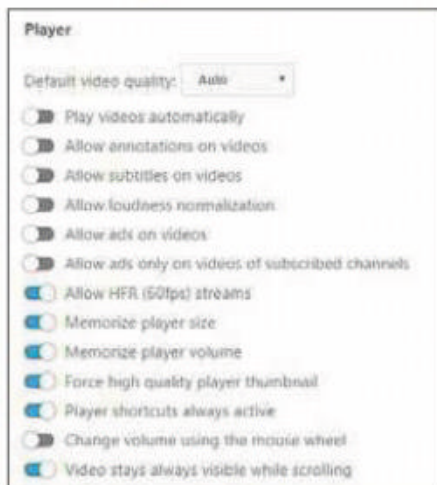 Player
Default video quality: Auto
Play videos automatically
Allow annotations on videos
Allow subtitles on videos
Allow loudness normalization
Allow ads on videos
Allow ads only on videos of subscribed channels
Allow HFR (60fps) streams
Memorize player size
Memorize player volume
Force high quality player thumbnail
Player shortcuts always active
Change volume using the mouse wheel
Video stays always visible while scrolling